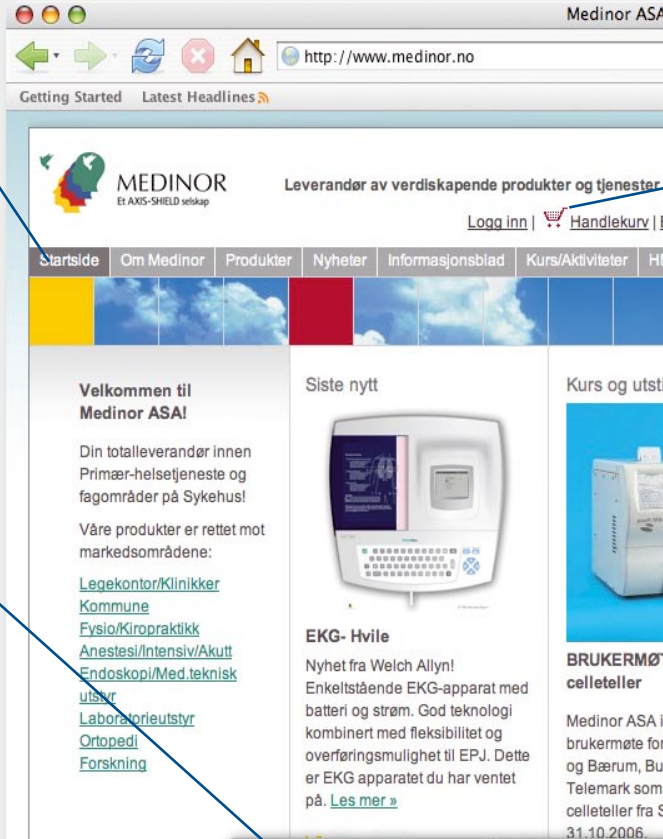 Medinor ASA
http://www.medinor.no
Getting Started Latest Headlines
MEDINOR
Et AXIS-SHIELD selskap
Leverandør av verdiskapende produkter og tjenester
Logg inn | Handlekurv |
Startside Om Medinor Produkter Nyheter Informasjonsblad Kurs/Aktiviteter
Velkommen til
Medinor ASA!
Din totalleverandør innen
Primær-helsetjeneste og
fagområder på Sykehus!
Våre produkter er rettet mot
markedsområdene:
Legekontor/Klinikker
Kommune
Fysio/Kiropraktikk
Anestesi/Intensiv/Akutt
Endoskopi/Med.teknisk
utstyr
Laboratorieutstyr
Ortopedi
Forskning
Siste nytt
EKG- Hvile
Nyhet fra Welch Allyn!
Enkeltstående EKG-apparat med
batteri og strøm. God teknologi
kombinert med fleksibilitet og
overføringsmulighet til EPJ. Dette
er EKG apparatet du har ventet
på. Les mer »
Kurs og utsti
BRUKERMØT
celleteller
Medinor ASA i
brukermøte for
og Bærum, Bu
Telemark som
celleteller fra S
31.10.2006.